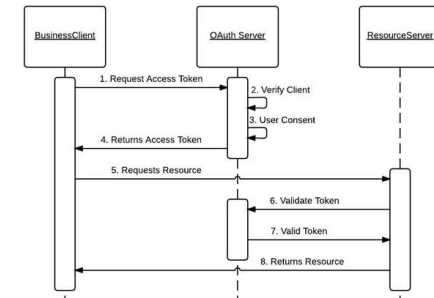 BusinessClient
OAuth Server
ResourceServer
1. Request Access Token
2. Verify Client
3. User Consent
4. Returns Access Token
5. Requests Resource
6. Validate Token
7. Valid Token
8. Returns Resource